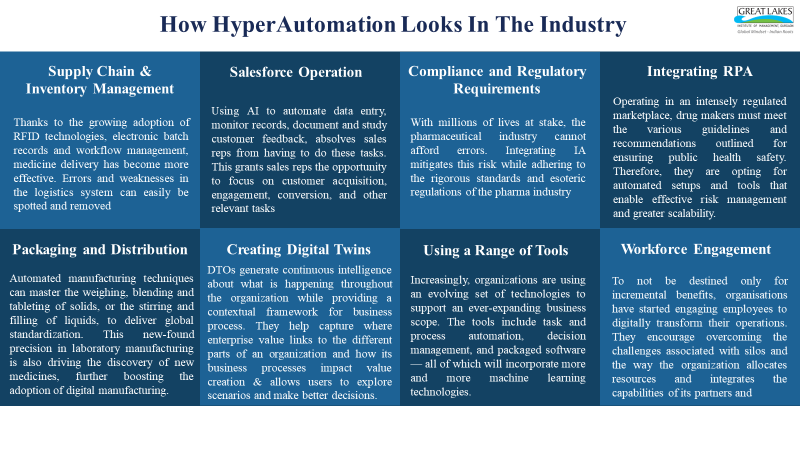 How HyperAutomation Looks In The Industry
GREAT LAKES
INSTITUTE OF MANAGEMENT, GURGAON
Global Mindset - Indian Roots
Supply Chain &
Inventory Management
Thanks to the growing adoption of
RFID technologies, electronic batch
records and workflow management,
medicine delivery has become more
effective. Errors and weaknesses in
the logistics system can easily be
spotted and removed
Salesforce Operation
Using AI to automate data entry,
monitor records, document and study
customer feedback, absolves sales
reps from having to do these tasks.
This grants sales reps the opportunity
to focus on customer acquisition,
engagement, conversion, and other
relevant tasks
Compliance and Regulatory
Requirements
With millions of lives at stake, the
pharmaceutical industry cannot
afford errors. Integrating IA
mitigates this risk while adhering to
the rigorous standards and esoteric
regulations of the pharma industry
Integrating RPA
Operating in an intensely regulated
marketplace, drug makers must meet
the various guidelines and
recommendations outlined for
ensuring public health safety.
Therefore, they are opting for
automated setups and tools that
enable effective risk management
and greater scalability.
Packaging and Distribution
Automated manufacturing techniques
can master the weighing, blending and
tableting of solids, or the stirring and
filling of liquids, to deliver global
standardization. This new-found
precision in laboratory manufacturing
is also driving the discovery of new
medicines, further boosting the
adoption of digital manufacturing.
Creating Digital Twins
DTOs generate continuous intelligence
about what is happening throughout
the organization while providing a
contextual framework for business
process. They help capture where
enterprise value links to the different
parts of an organization and how its
business processes impact value
creation & allows users to explore
scenarios and make better decisions.
Using a Range of Tools
Increasingly, organizations are using
an evolving set of technologies to
support an ever-expanding business
scope. The tools include task and
process automation, decision
management, and packaged software
— all of which will incorporate more
and more machine learning
technologies.
Workforce Engagement
To not be destined only for
incremental benefits, organisations
have started engaging employees to
digitally transform their operations.
They encourage overcoming the
challenges associated with silos and
the way the organization allocates
resources and integrates the
capabilities of its partners and